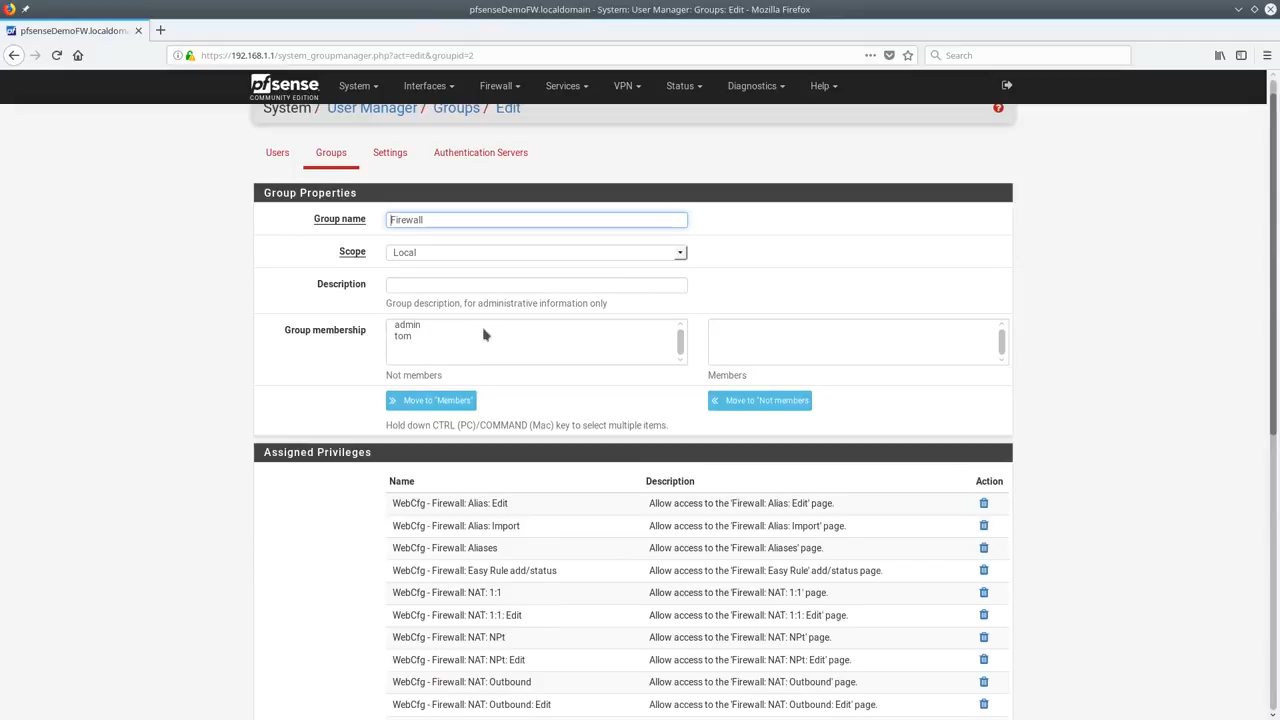 pfsenseDemoFW.localdomain - System: User Manager: Groups: Edit - Mozilla Firefox
pfsenseDemoFW.localdom
https://192.168.1.1/system_groupmanager.php?act=edit&groupid=2
Search
pfsense
COMMUNITY EDITION
System
Interfaces
Firewall
Services
VPN
Status
Diagnostics
Help
System / User Manager / Groups / Edit
Users
Groups
Settings
Authentication Servers
Group Properties
Group name
Firewall
Scope
Local
Description
Group description, for administrative information only
Group membership
admin
tom
Not members
Members
Move to "Members"
Move to "Not members
Hold down CTRL (PC)/COMMAND (Mac) key to select multiple items.
Assigned Privileges
Name Description Action
WebCfg - Firewall: Alias: Edit Allow access to the 'Firewall: Alias: Edit' page.
WebCfg - Firewall: Alias: Import Allow access to the 'Firewall: Alias: Import' page.
WebCfg - Firewall: Aliases Allow access to the 'Firewall: Aliases' page.
WebCfg - Firewall: Easy Rule add/status Allow access to the 'Firewall: Easy Rule' add/status page.
WebCfg - Firewall: NAT: 1:1 Allow access to the 'Firewall: NAT: 1:1' page.
WebCfg - Firewall: NAT: 1:1: Edit Allow access to the 'Firewall: NAT: 1:1: Edit' page.
WebCfg - Firewall: NAT: NPt Allow access to the 'Firewall: NAT: NPt' page.
WebCfg - Firewall: NAT: NPt: Edit Allow access to the 'Firewall: NAT: NPt: Edit' page.
WebCfg - Firewall: NAT: Outbound Allow access to the 'Firewall: NAT: Outbound' page.
WebCfg - Firewall: NAT: Outbound: Edit Allow access to the 'Firewall: NAT: Outbound: Edit' page.